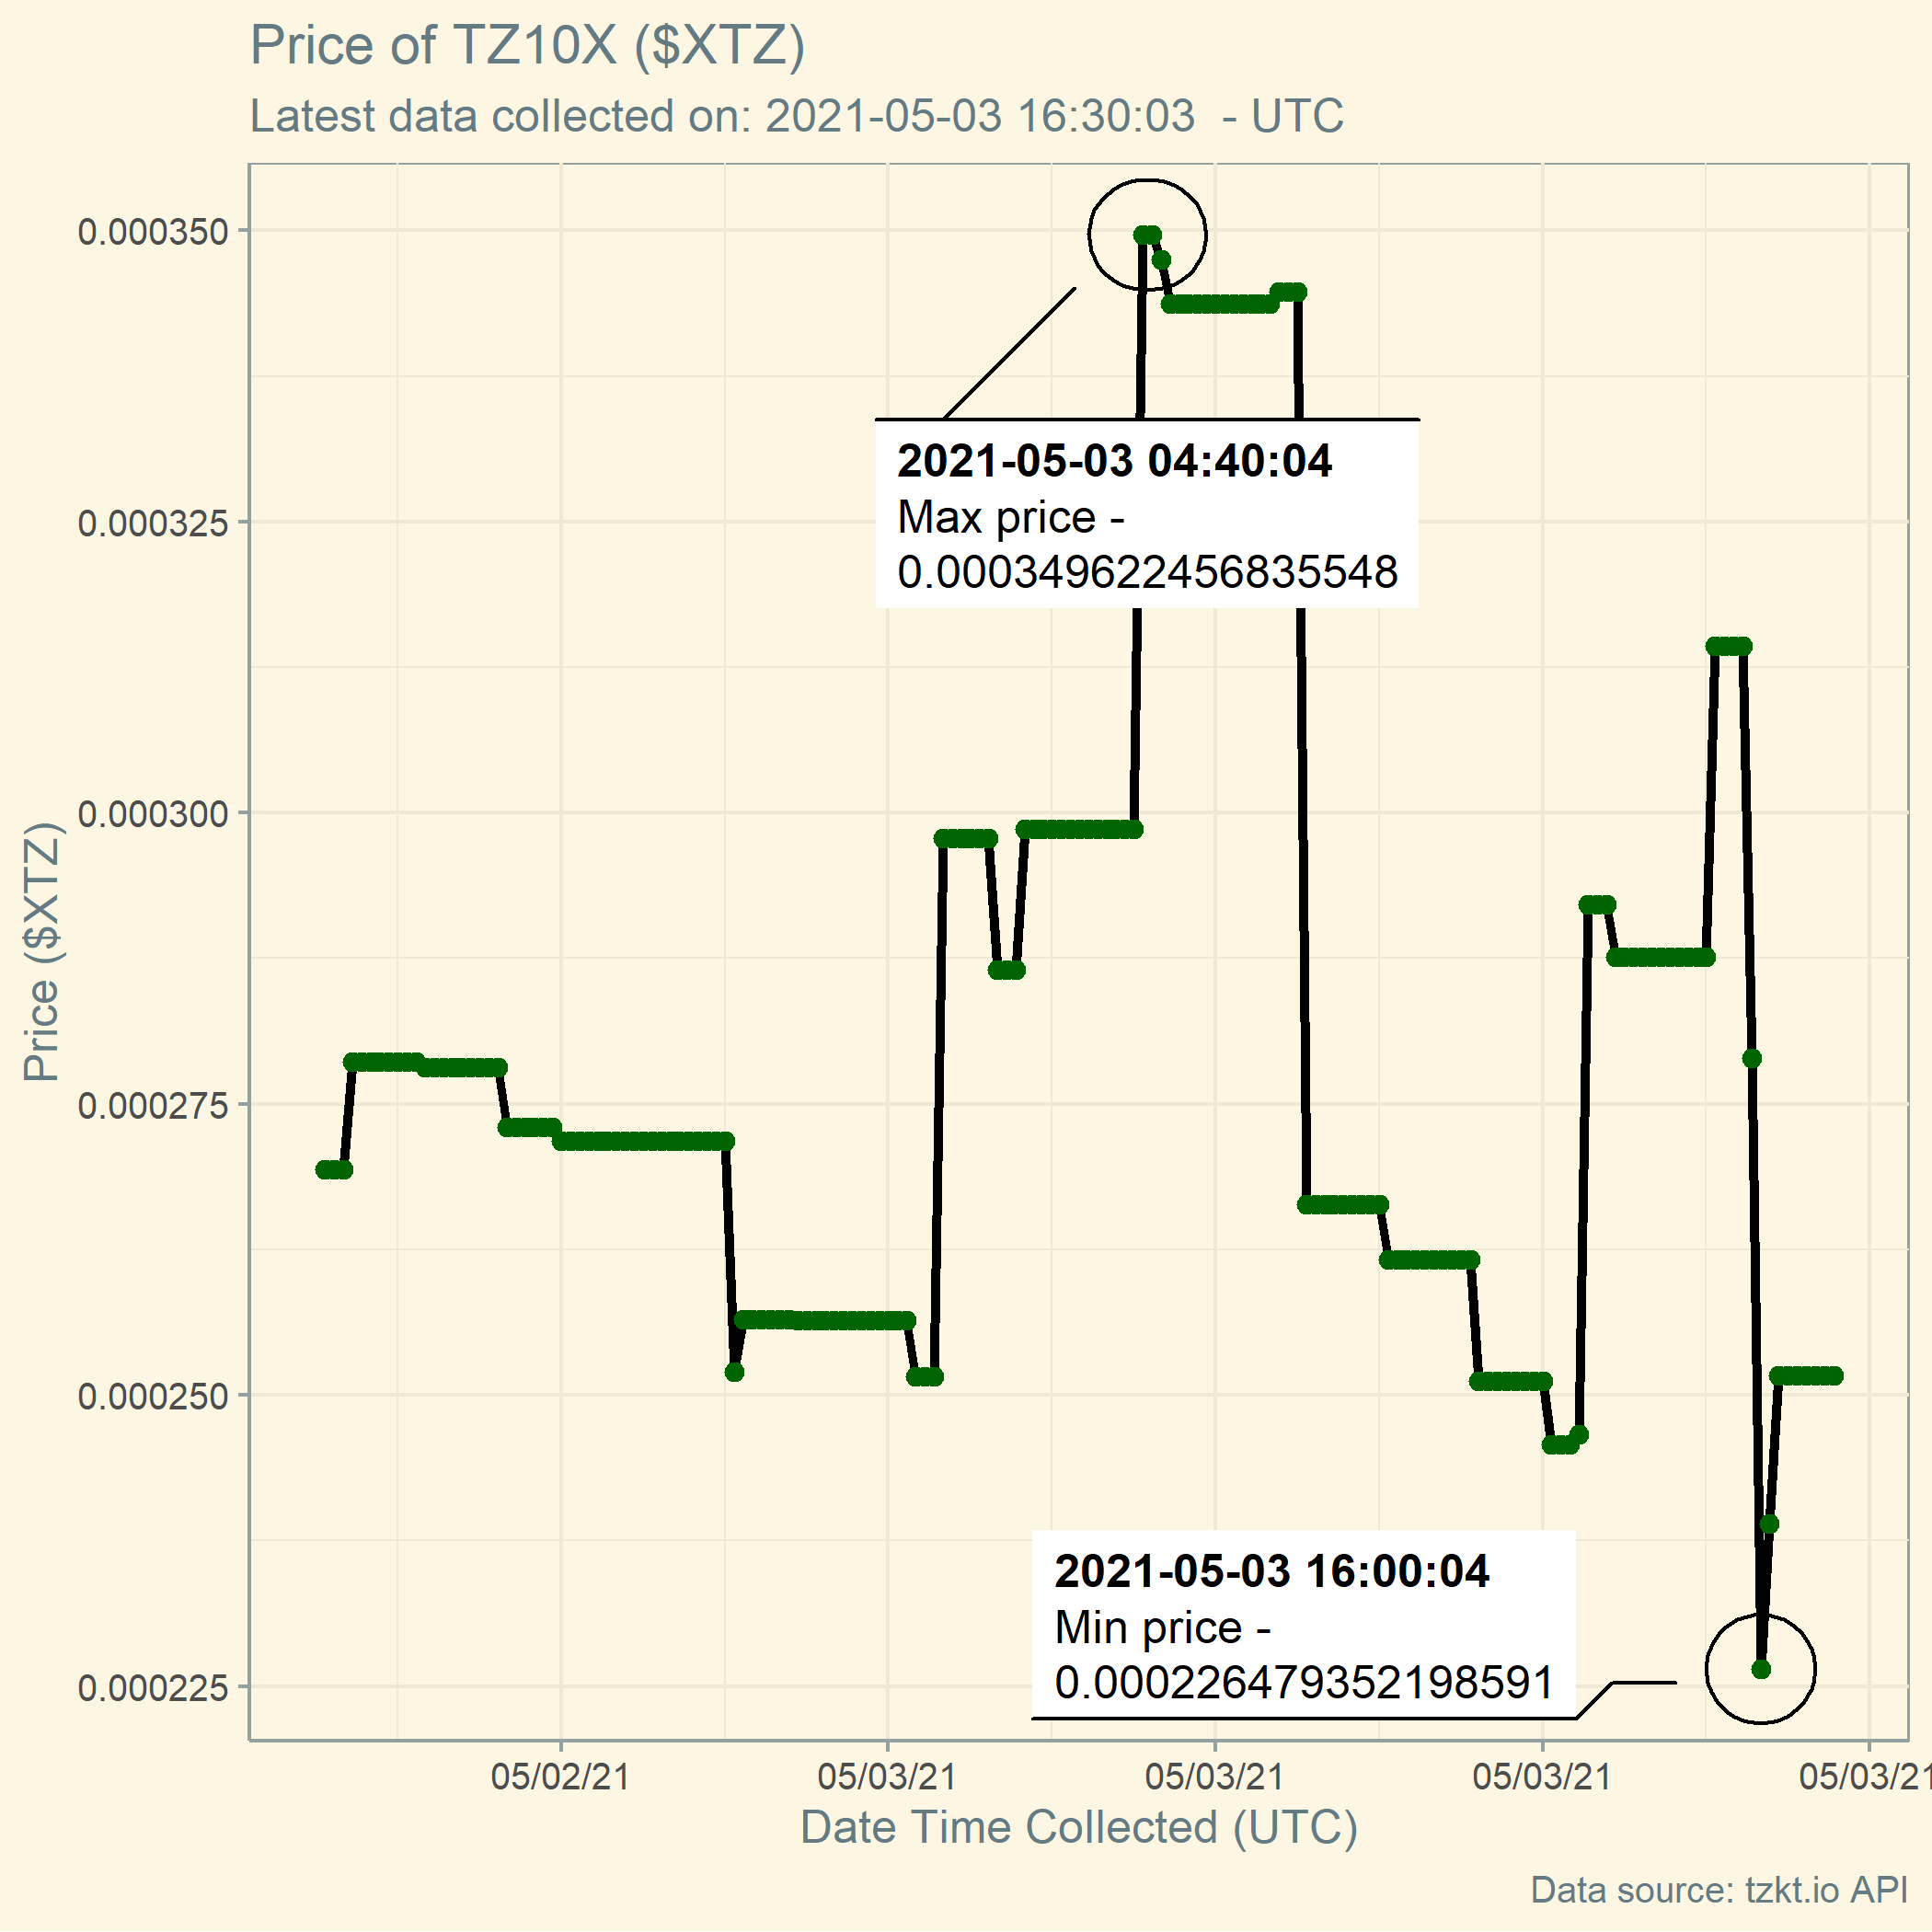 Price of TZ10X ($XTZ)
Latest data collected on: 2021-05-03 16:30:03  - UTC
0.000350
0.000325
0.000300
0.000275
0.000250
0.000225
Price ($XTZ)
2021-05-03 04:40:04
Max price -
0.000349622456835548
2021-05-03 16:00:04
Min price -
0.000226479352198591
05/02/21 05/03/21 05/03/21 05/03/21 05/03/21
Date Time Collected (UTC)
Data source: tzkt.io API